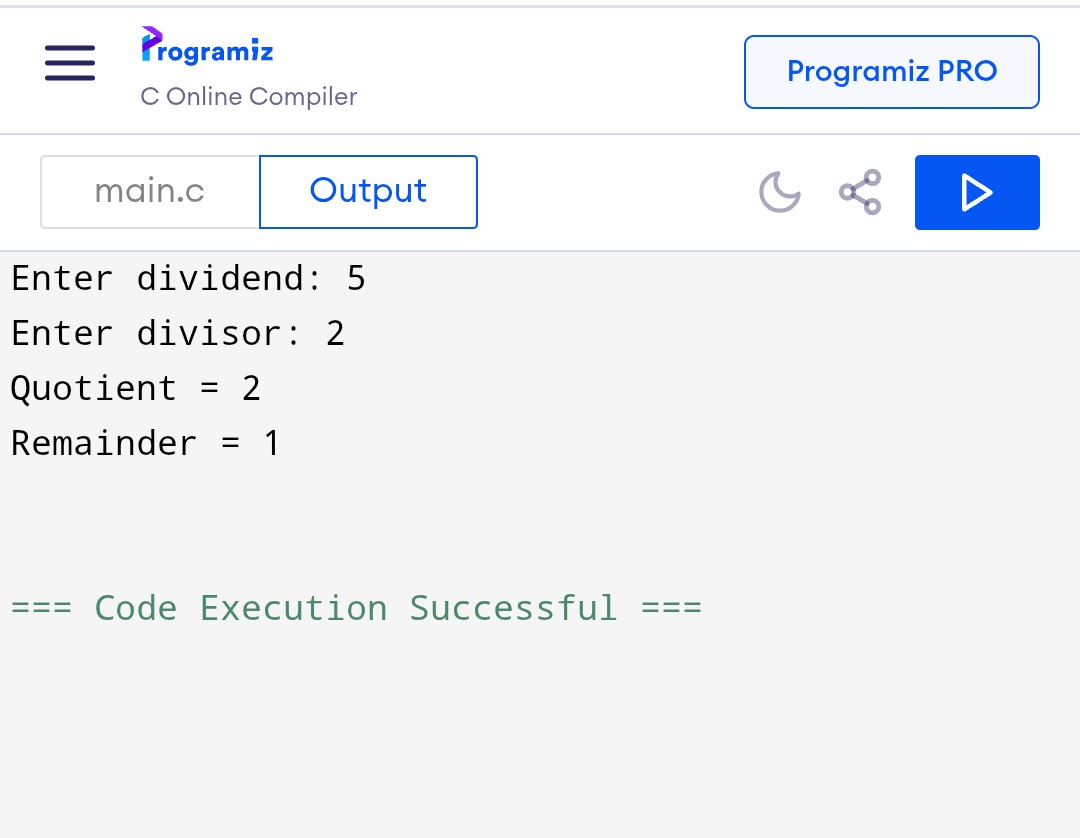 Programiz
C Online Compiler
Programiz PRO
main.c
Output
Enter dividend: 5
Enter divisor: 2
Quotient = 2
Remainder = 1
=== Code Execution Successful ===